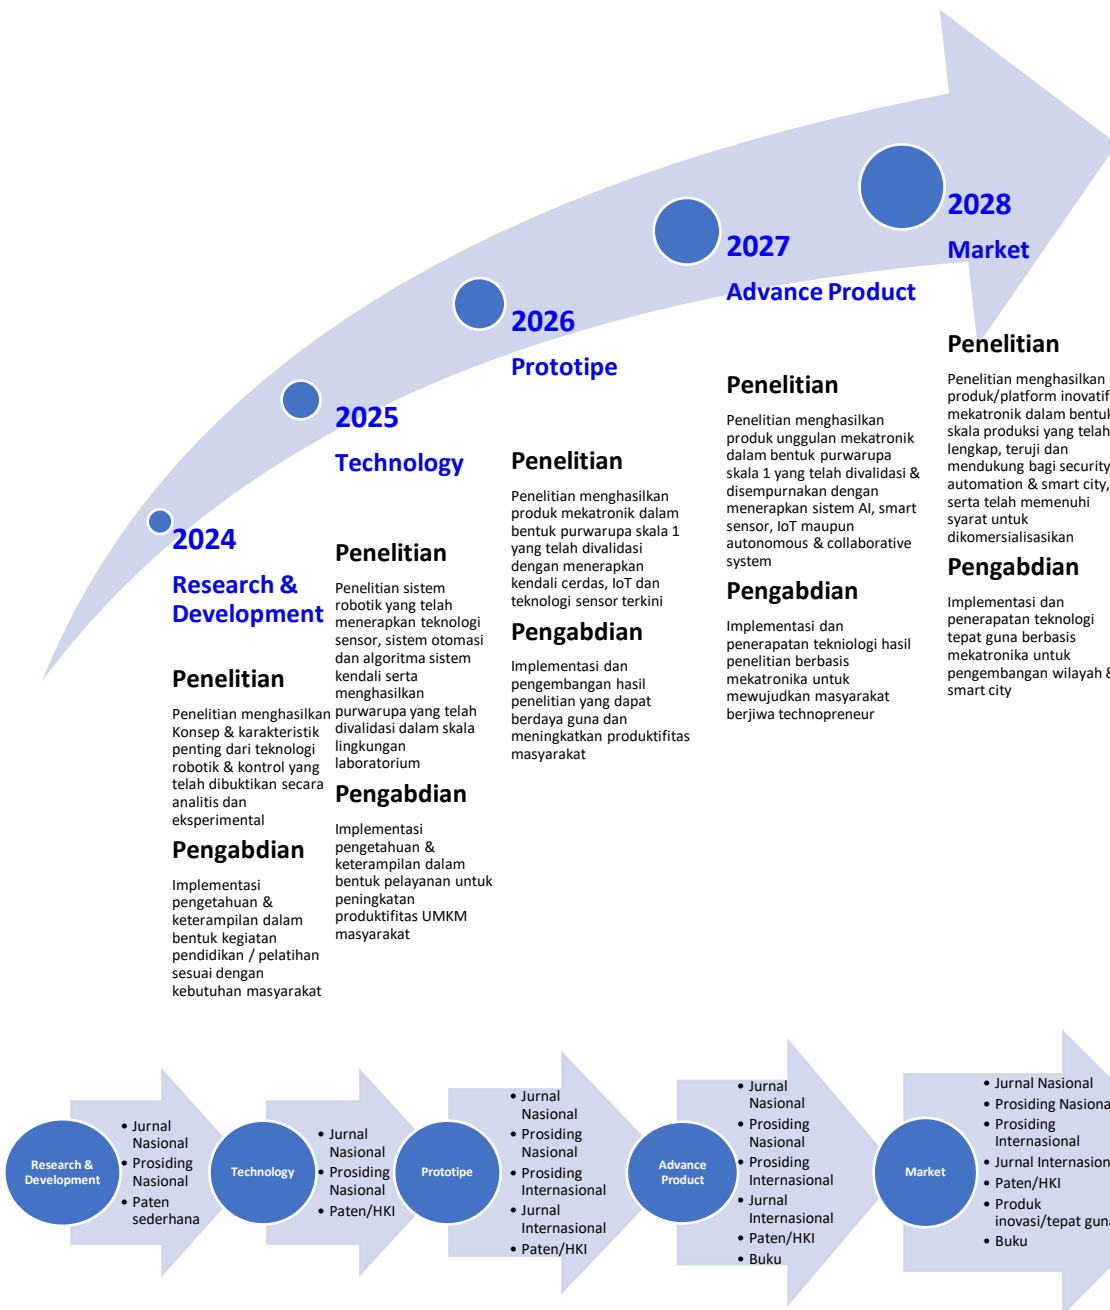 2024
Research &
Development
Penelitian
Penelitian menghasilkan
Konsep & karakteristik
penting dari teknologi
robotik & kontrol yang
telah dibuktikan secara
analitis dan
eksperimental
Pengabdian
Implementasi
pengetahuan &
keterampilan dalam
bentuk kegiatan
pendidikan / pelatihan
sesuai dengan
kebutuhan masyarakat
2025
Technology
Penelitian
Penelitian sistem
robotik yang telah
menerapkan teknologi
sensor, sistem otomasi
dan algoritma sistem
kendali serta
menghasilkan
purwarupa yang telah
divalidasi dalam skala
lingkungan
laboratorium
Pengabdian
Implementasi
pengetahuan &
keterampilan dalam
bentuk pelayanan untuk
peningkatan
produktifitas UMKM
masyarakat
2026
Prototipe
Penelitian
Penelitian menghasilkan
produk mekatronik dalam
bentuk purwarupa skala 1
yang telah divalidasi
dengan menerapkan
kendali cerdas, IoT dan
teknologi sensor terkini
Pengabdian
Implementasi dan
pengembangan hasil
penelitian yang dapat
berdaya guna dan
meningkatkan produktifitas
masyarakat
2027
Advance Product
Penelitian
Penelitian menghasilkan
produk unggulan mekatronik
dalam bentuk purwarupa
skala 1 yang telah divalidasi &
disempurnakan dengan
menerapkan sistem AI, smart
sensor, IoT maupun
autonomous & collaborative
system
Pengabdian
Implementasi dan
penerapatan tekniologi hasil
penelitian berbasis
mekatronika untuk
mewujudkan masyarakat
berjiwa technopreneur
2028
Market
Penelitian
Penelitian menghasilkan
produk/platform inovatif
mekatronik dalam bentuk
skala produksi yang telah
lengkap, teruji dan
mendukung bagi security
automation & smart city,
serta telah memenuhi
syarat untuk
dikomersialisasikan
Pengabdian
Implementasi dan
penerapatan teknologi
tepat guna berbasis
mekatronika untuk
pengembangan wilayah &
smart city
Research &
Development
• Jurnal
Nasional
• Prosiding
Nasional
• Paten
sederhana
Technology
• Jurnal
Nasional
• Prosiding
Nasional
• Paten/HKI
Prototipe
• Jurnal
Nasional
• Prosiding
Nasional
• Prosiding
Internasional
• Jurnal
Internasional
• Paten/HKI
Advance
Product
• Jurnal
Nasional
• Prosiding
Nasional
• Prosiding
Internasional
• Jurnal
Internasional
• Paten/HKI
• Buku
Market
• Jurnal Nasional
• Prosiding Nasional
• Prosiding
Internasional
• Jurnal Internasional
• Paten/HKI
• Produk
inovasi/tepat guna
• Buku